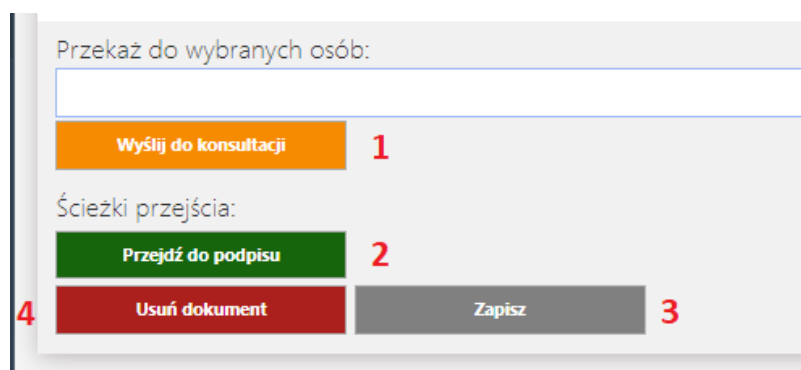 Przekaż do wybranych osób:
Wyślij do konsultacji 1
Ścieżki przejścia:
Przejdź do podpisu 2
4 Usuń dokument Zapisz 3